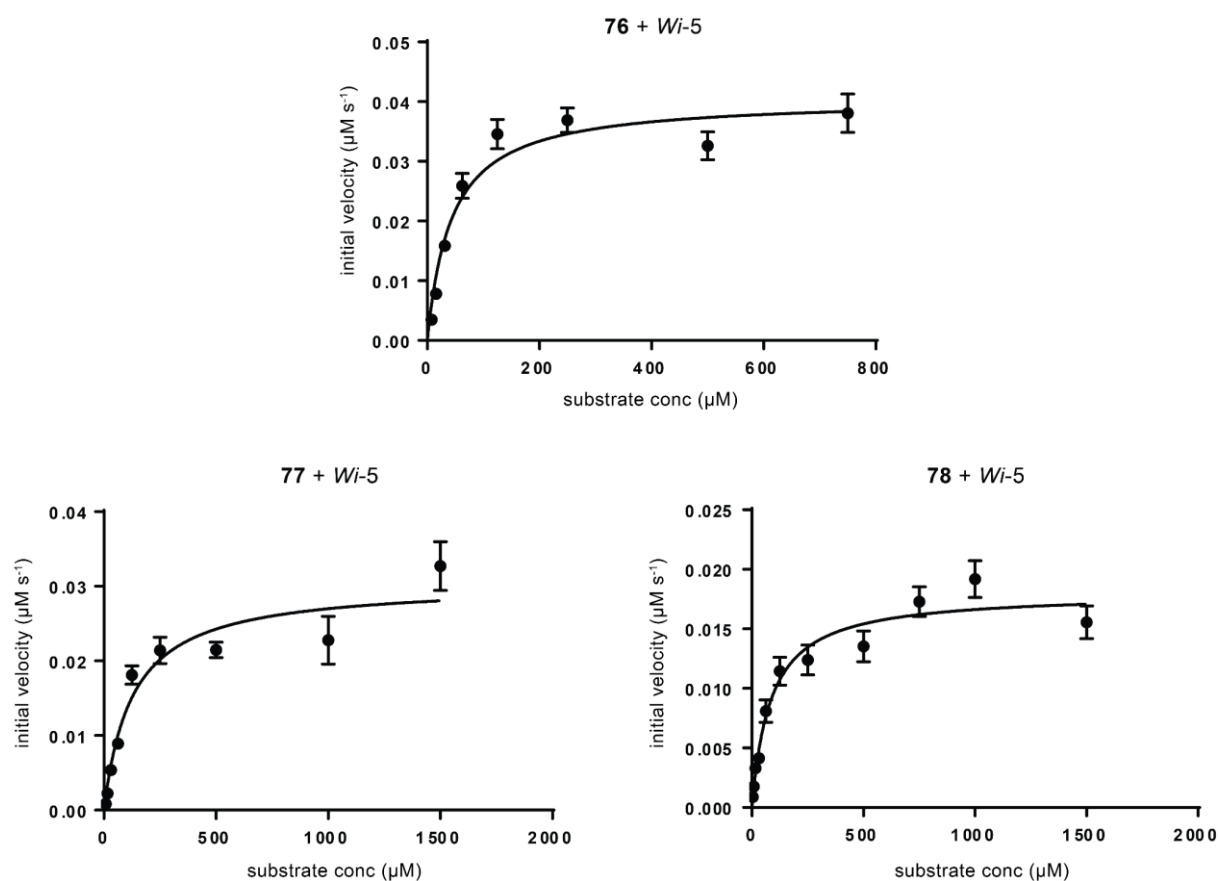 76 + Wi-5
initial velocity (µM s⁻¹)
0.05
0.04
0.03
0.02
0.01
0.00
0 200 400 600 800
substrate conc (µM)
77 + Wi-5
initial velocity (µM s⁻¹)
0.04
0.03
0.02
0.01
0.00
0 500 1000 1500 2000
substrate conc (µM)
78 + Wi-5
initial velocity (µM s⁻¹)
0.025
0.020
0.015
0.010
0.005
0.000
0 500 1000 1500 2000
substrate conc (µM)